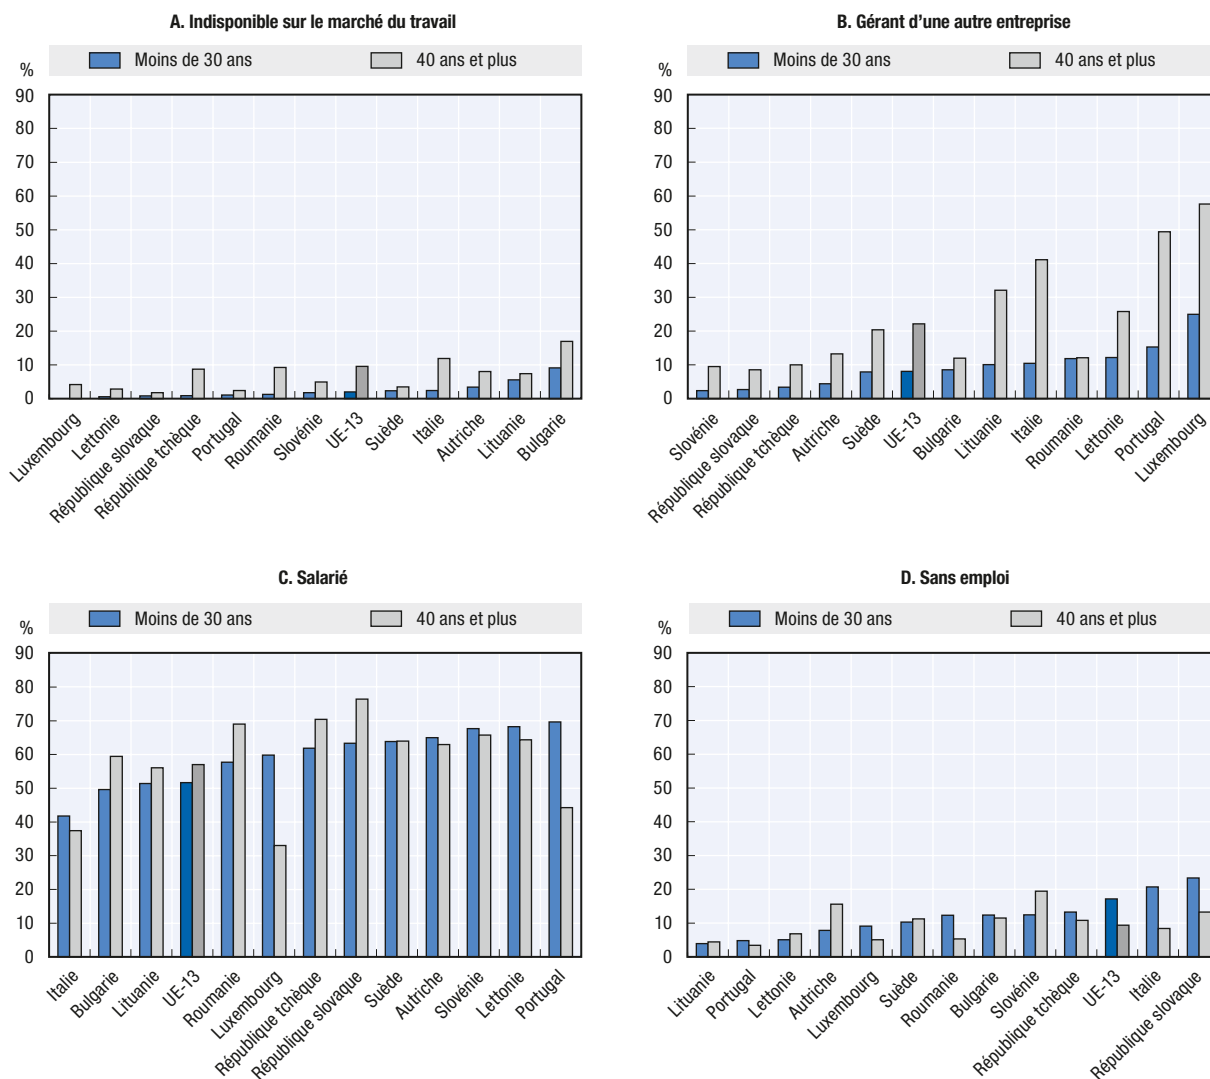 A. Indisponible sur le marché du travail
Moins de 30 ans
40 ans et plus
%
90
80
70
60
50
40
30
20
10
0
Luxembourg
Lettonie
République slovaque
République tchèque
Portugal
Roumanie
Slovénie
UE-13
Suède
Italie
Autriche
Lituanie
Bulgarie
B. Gérant d'une autre entreprise
Moins de 30 ans
40 ans et plus
%
90
80
70
60
50
40
30
20
10
0
Slovénie
République slovaque
République tchèque
Autriche
Suède
UE-13
Bulgarie
Lituanie
Italie
Roumanie
Lettonie
Portugal
Luxembourg
C. Salarié
Moins de 30 ans
40 ans et plus
%
90
80
70
60
50
40
30
20
10
0
Italie
Bulgarie
Lituanie
UE-13
Roumanie
Luxembourg
République tchèque
République slovaque
Suède
Autriche
Slovénie
Lettonie
Portugal
D. Sans emploi
Moins de 30 ans
40 ans et plus
%
90
80
70
60
50
40
30
20
10
0
Lituanie
Portugal
Lettonie
Autriche
Luxembourg
Suède
Roumanie
Bulgarie
Slovénie
République tchèque
UE-13
Italie
République slovaque